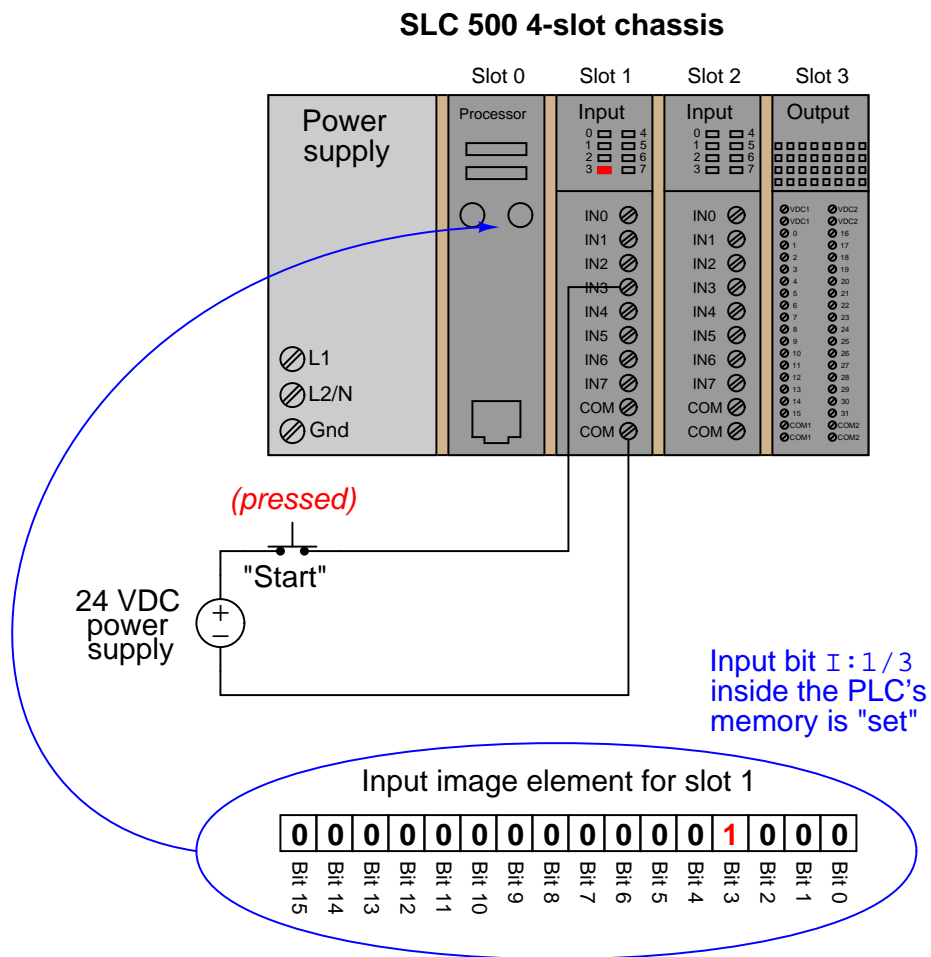 SLC 500 4-slot chassis
Slot 0 Slot 1 Slot 2 Slot 3
Power
supply
Processor
Input
0 4
1 5
2 6
3 7
Input
0 4
1 5
2 6
3 7
Output
L1
L2/N
Gnd
IN0
IN1
IN2
IN3
IN4
IN5
IN6
IN7
COM
COM
IN0
IN1
IN2
IN3
IN4
IN5
IN6
IN7
COM
COM
VDC1 VDC2
VDC1 VDC2
0 16
1 17
2 18
3 19
4 20
5 21
6 22
7 23
8 24
9 25
10 26
11 27
12 28
13 29
14 30
15 31
COM1 COM2
COM1 COM2
(pressed)
"Start"
24 VDC
power
supply
+
−
Input bit I:1/3
inside the PLC's
memory is "set"
Input image element for slot 1
0 0 0 0 0 0 0 0 0 0 0 0 1 0 0 0
Bit 15 Bit 14 Bit 13 Bit 12 Bit 11 Bit 10 Bit 9 Bit 8 Bit 7 Bit 6 Bit 5 Bit 4 Bit 3 Bit 2 Bit 1 Bit 0